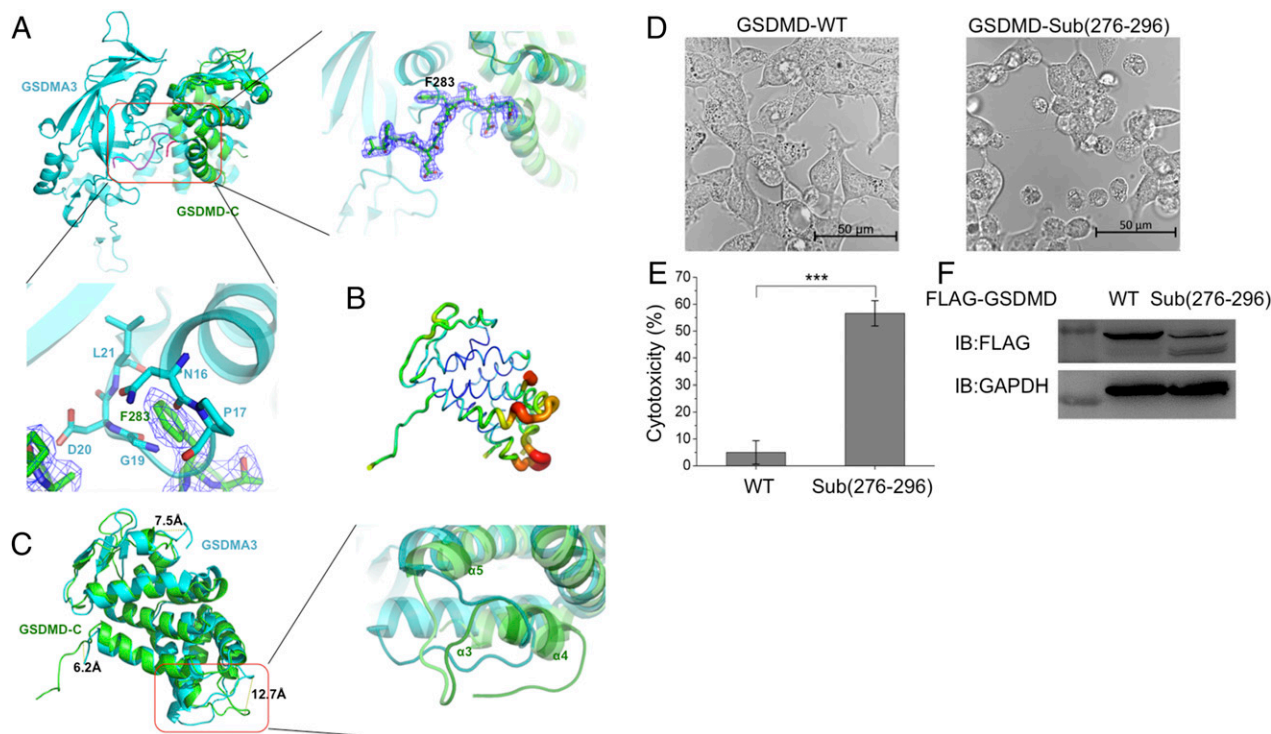 A
GSDMA3
GSDMD-C
F283
L21
N16
P17
F283
D20
G19
B
C
7.5Å
GSDMA3
GSDMD-C
6.2Å
12.7Å
α5
α3
α4
D
GSDMD-WT
GSDMD-Sub(276-296)
50 µm
50 µm
E
Cytotoxicity (%)
70
60
50
40
30
20
10
0
***
WT
Sub(276-296)
F
FLAG-GSDMD
WT Sub(276-296)
IB:FLAG
IB:GAPDH